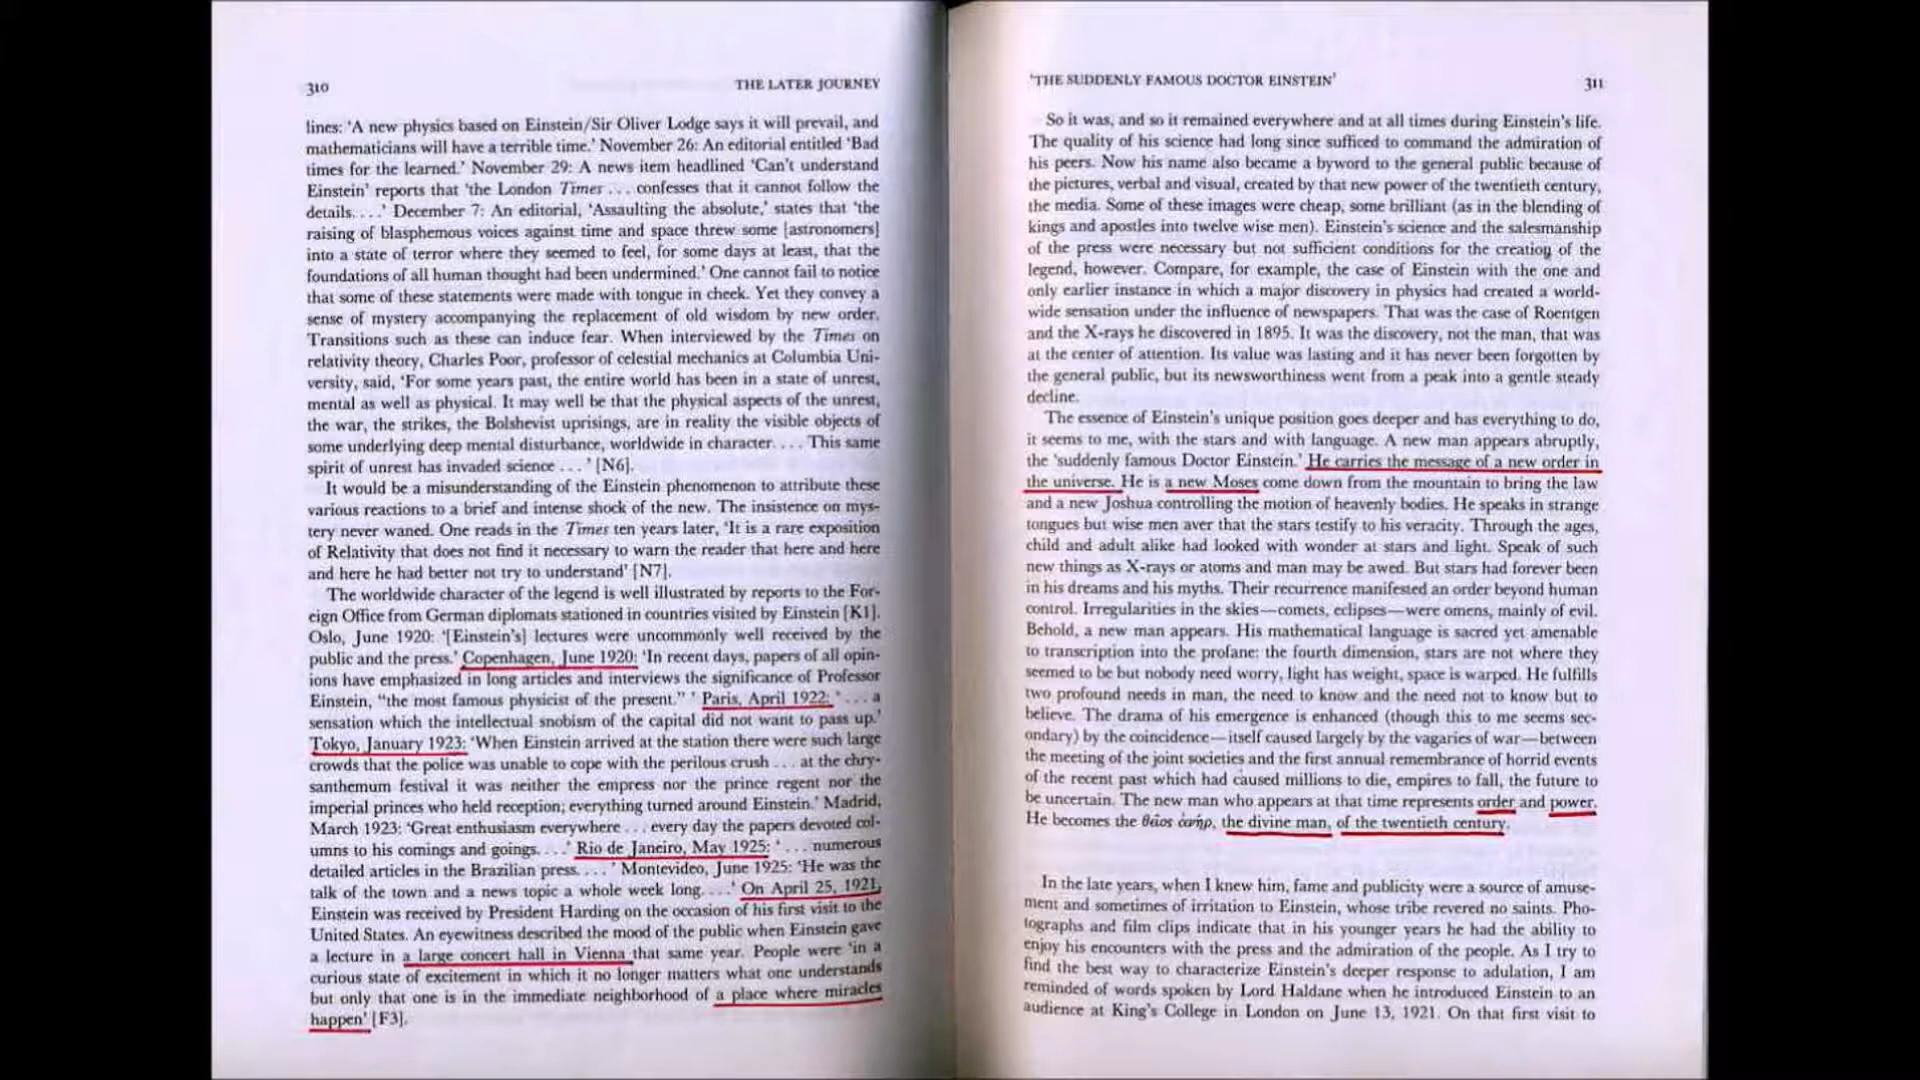 310
THE LATER JOURNEY
lines: 'A new physics based on Einstein/Sir Oliver Lodge says it will prevail, and
mathematicians will have a terrible time.' November 26: An editorial entitled 'Bad
times for the learned.' November 29: A news item headlined 'Can't understand
Einstein' reports that 'the London Times . . . confesses that it cannot follow the
details. . . .' December 7: An editorial, 'Assaulting the absolute,' states that 'the
raising of blasphemous voices against time and space threw some [astronomers]
into a state of terror where they seemed to feel, for some days at least, that the
foundations of all human thought had been undermined.' One cannot fail to notice
that some of these statements were made with tongue in cheek. Yet they convey a
sense of mystery accompanying the replacement of old wisdom by new order.
Transitions such as these can induce fear. When interviewed by the Times on
relativity theory, Charles Poor, professor of celestial mechanics at Columbia Uni-
versity, said, 'For some years past, the entire world has been in a state of unrest,
mental as well as physical. It may well be that the physical aspects of the unrest,
the war, the strikes, the Bolshevist uprisings, are in reality the visible objects of
some underlying deep mental disturbance, worldwide in character. . . . This same
spirit of unrest has invaded science . . . ' [N6].
It would be a misunderstanding of the Einstein phenomenon to attribute these
various reactions to a brief and intense shock of the new. The insistence on mys-
tery never waned. One reads in the Times ten years later, 'It is a rare exposition
of Relativity that does not find it necessary to warn the reader that here and here
and here he had better not try to understand' [N7].
The worldwide character of the legend is well illustrated by reports to the For-
eign Office from German diplomats stationed in countries visited by Einstein [K1].
Oslo, June 1920: '[Einstein's] lectures were uncommonly well received by the
public and the press.' Copenhagen, June 1920: 'In recent days, papers of all opin-
ions have emphasized in long articles and interviews the significance of Professor
Einstein, "the most famous physicist of the present." ' Paris, April 1922: ' . . . a
sensation which the intellectual snobism of the capital did not want to pass up.'
Tokyo, January 1923: 'When Einstein arrived at the station there were such large
crowds that the police was unable to cope with the perilous crush . . . at the chry-
santhemum festival it was neither the empress nor the prince regent nor the
imperial princes who held reception; everything turned around Einstein.' Madrid,
March 1923: 'Great enthusiasm everywhere . . . every day the papers devoted col-
umns to his comings and goings. . . .' Rio de Janeiro, May 1925: ' . . . numerous
detailed articles in the Brazilian press. . . . ' Montevideo, June 1925: 'He was the
talk of the town and a news topic a whole week long. . . .' On April 25, 1921,
Einstein was received by President Harding on the occasion of his first visit to the
United States. An eyewitness described the mood of the public when Einstein gave
a lecture in a large concert hall in Vienna that same year. People were 'in a
curious state of excitement in which it no longer matters what one understands
but only that one is in the immediate neighborhood of a place where miracles
happen' [F3].
'THE SUDDENLY FAMOUS DOCTOR EINSTEIN'
311
So it was, and so it remained everywhere and at all times during Einstein's life.
The quality of his science had long since sufficed to command the admiration of
his peers. Now his name also became a byword to the general public because of
the pictures, verbal and visual, created by that new power of the twentieth century,
the media. Some of these images were cheap, some brilliant (as in the blending of
kings and apostles into twelve wise men). Einstein's science and the salesmanship
of the press were necessary but not sufficient conditions for the creation of the
legend, however. Compare, for example, the case of Einstein with the one and
only earlier instance in which a major discovery in physics had created a world-
wide sensation under the influence of newspapers. That was the case of Roentgen
and the X-rays he discovered in 1895. It was the discovery, not the man, that was
at the center of attention. Its value was lasting and it has never been forgotten by
the general public, but its newsworthiness went from a peak into a gentle steady
decline.
The essence of Einstein's unique position goes deeper and has everything to do,
it seems to me, with the stars and with language. A new man appears abruptly,
the 'suddenly famous Doctor Einstein.' He carries the message of a new order in
the universe. He is a new Moses come down from the mountain to bring the law
and a new Joshua controlling the motion of heavenly bodies. He speaks in strange
tongues but wise men aver that the stars testify to his veracity. Through the ages,
child and adult alike had looked with wonder at stars and light. Speak of such
new things as X-rays or atoms and man may be awed. But stars had forever been
in his dreams and his myths. Their recurrence manifested an order beyond human
control. Irregularities in the skies—comets, eclipses—were omens, mainly of evil.
Behold, a new man appears. His mathematical language is sacred yet amenable
to transcription into the profane: the fourth dimension, stars are not where they
seemed to be but nobody need worry, light has weight, space is warped. He fulfills
two profound needs in man, the need to know and the need not to know but to
believe. The drama of his emergence is enhanced (though this to me seems sec-
ondary) by the coincidence—itself caused largely by the vagaries of war—between
the meeting of the joint societies and the first annual remembrance of horrid events
of the recent past which had caused millions to die, empires to fall, the future to
be uncertain. The new man who appears at that time represents order and power.
He becomes the θεῖος ἀνήρ, the divine man, of the twentieth century.
In the late years, when I knew him, fame and publicity were a source of amuse-
ment and sometimes of irritation to Einstein, whose tribe revered no saints. Pho-
tographs and film clips indicate that in his younger years he had the ability to
enjoy his encounters with the press and the admiration of the people. As I try to
find the best way to characterize Einstein's deeper response to adulation, I am
reminded of words spoken by Lord Haldane when he introduced Einstein to an
audience at King's College in London on June 13, 1921. On that first visit to